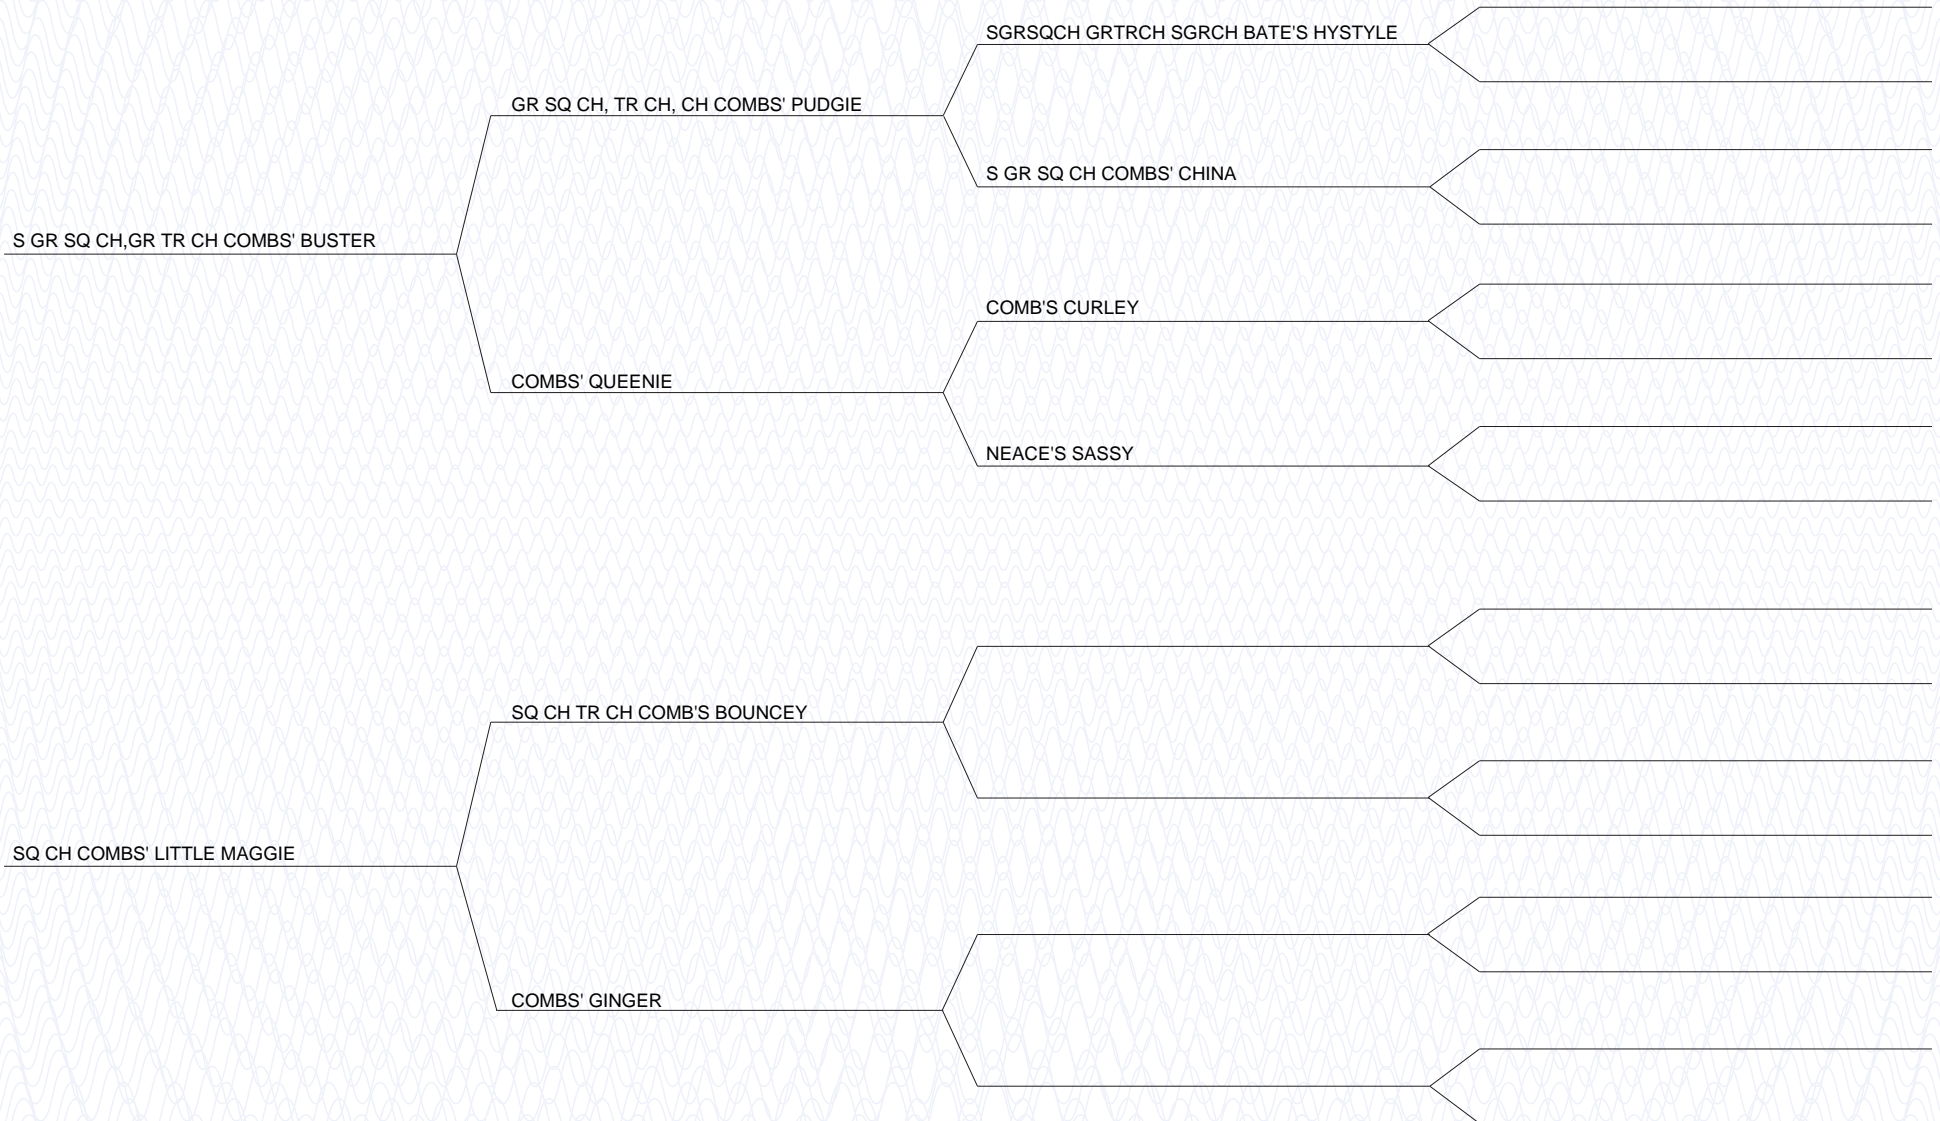 SGRSQCH GRTRCH SGRCH BATE'S HYSTYLE
GR SQ CH, TR CH, CH COMBS' PUDGIE
S GR SQ CH COMBS' CHINA
S GR SQ CH,GR TR CH COMBS' BUSTER
COMB'S CURLEY
COMBS' QUEENIE
NEACE'S SASSY
SQ CH TR CH COMB'S BOUNCEY
SQ CH COMBS' LITTLE MAGGIE
COMBS' GINGER